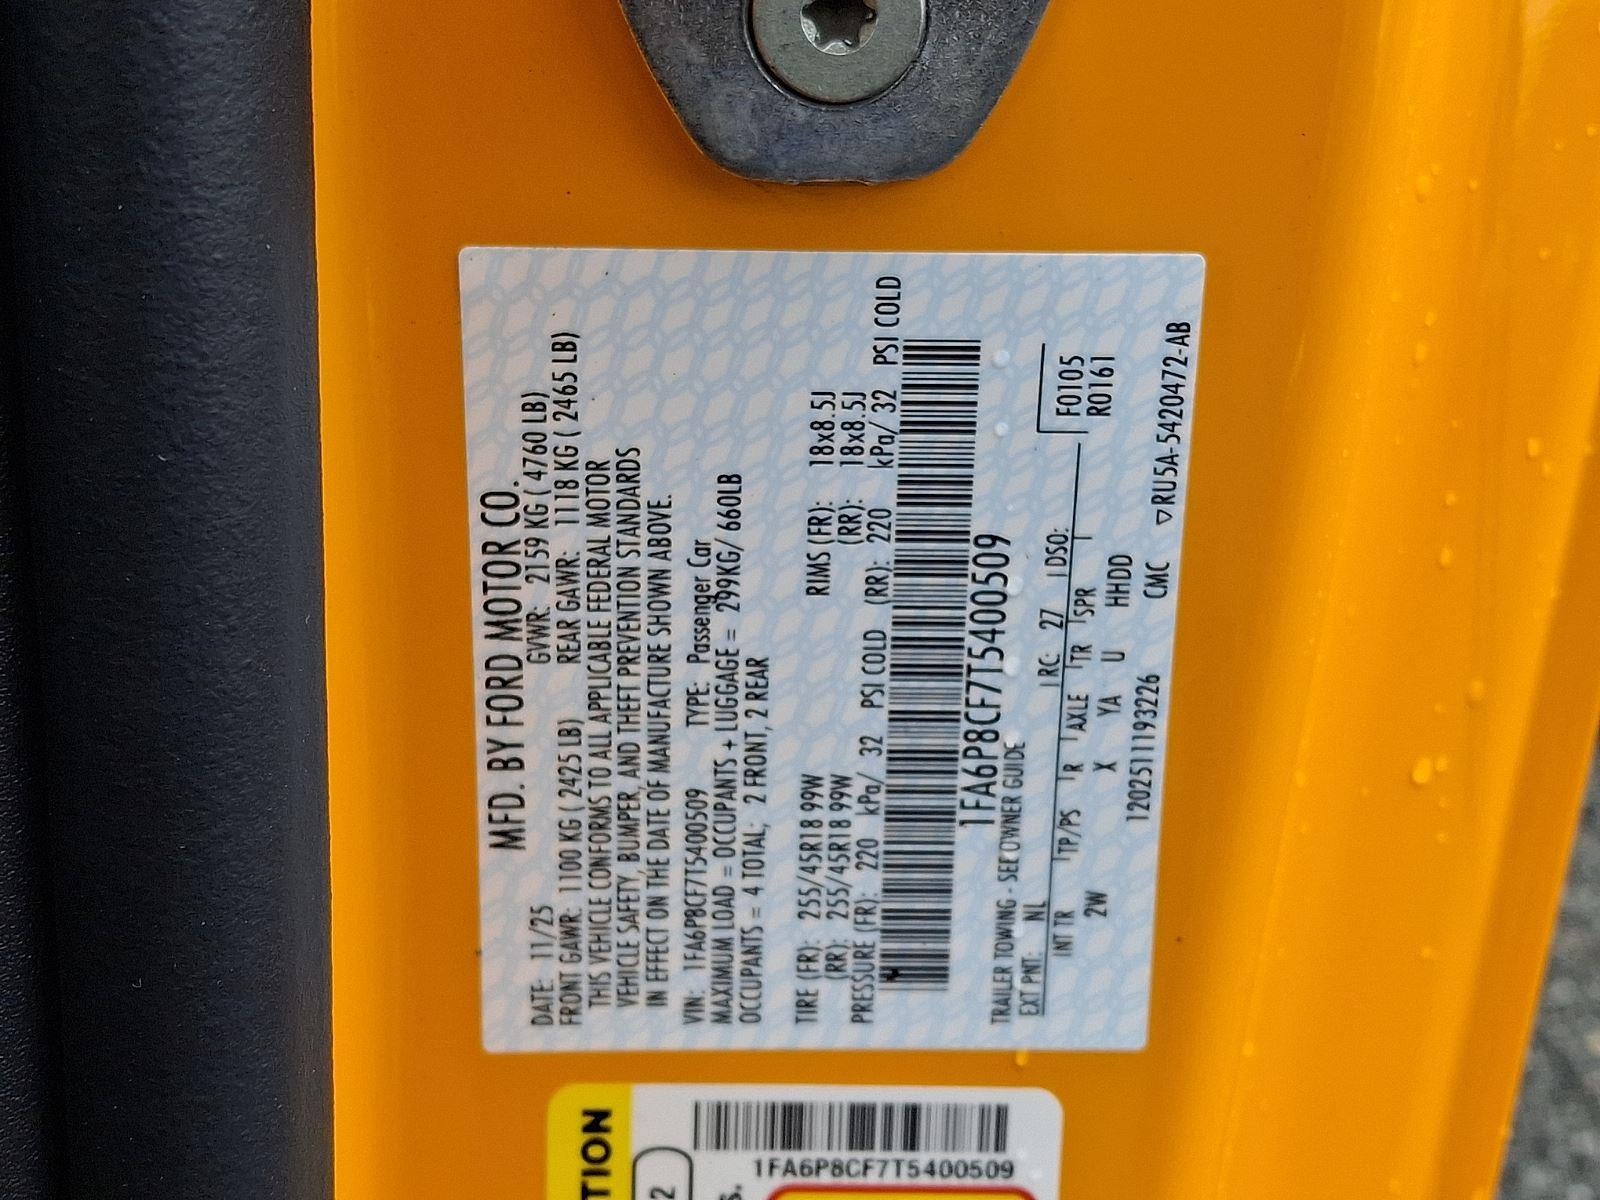 MFD. BY FORD MOTOR CO.
DATE: 11/25 GVWR: 2159 KG ( 4760 LB)
FRONT GAWR: 1100 KG ( 2425 LB) REAR GAWR: 1118 KG ( 2465 LB)
THIS VEHICLE CONFORMS TO ALL APPLICABLE FEDERAL MOTOR
VEHICLE SAFETY, BUMPER, AND THEFT PREVENTION STANDARDS
IN EFFECT ON THE DATE OF MANUFACTURE SHOWN ABOVE.
VIN: 1FA6P8CF7T5400509 TYPE: Passenger Car
MAXIMUM LOAD = OCCUPANTS + LUGGAGE = 299KG/ 660LB
OCCUPANTS = 4 TOTAL; 2 FRONT, 2 REAR
TIRE (FR): 255/45R18 99W RIMS (FR): 18x8.5J
(RR): 255/45R18 99W (RR): 18x8.5J
PRESSURE (FR): 220 kPa/ 32 PSI COLD (RR): 220 kPa/ 32 PSI COLD
1FA6P8CF7T5400509
TRAILER TOWING - SEE OWNER GUIDE
EXT PNT: NL RC: 27 DSO:
INT TR TP/PS R AXLE TR SPR
F0105
2W X YA U HHDD
R0161
1202511193226 CMC ▽RU5A-5420472-AB
TION
2
s.
1FA6P8CF7T5400509